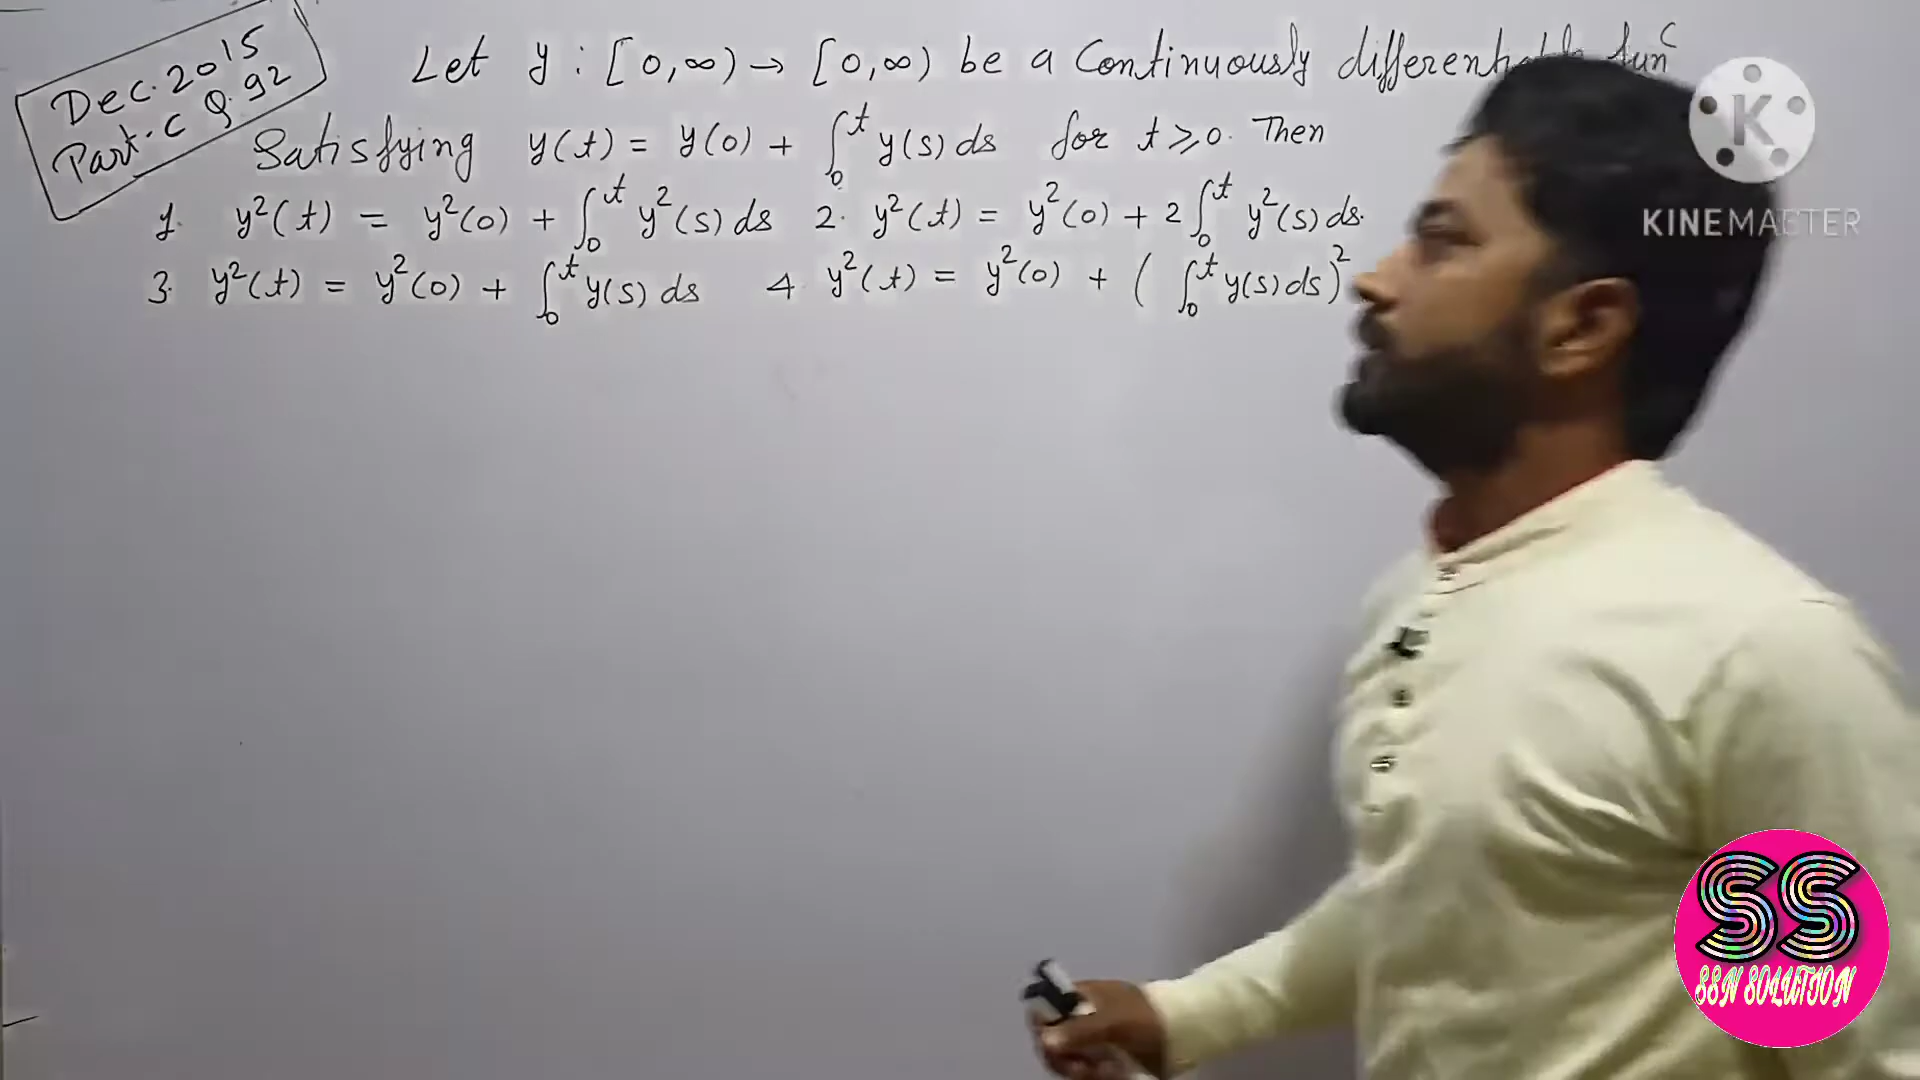 Dec. 2015
Part-C Q.92
Let y : [0,∞) → [0,∞) be a Continuously differentiable func
Satisfying y(t) = y(0) + ∫₀ᵗ y(s) ds for t ⩾ 0. Then
1. y²(t) = y²(0) + ∫₀ᵗ y²(s) ds 2. y²(t) = y²(0) + 2∫₀ᵗ y²(s) ds.
3. y²(t) = y²(0) + ∫₀ᵗ y(s) ds 4. y²(t) = y²(0) + (∫₀ᵗ y(s) ds)²
K
KINEMASTER
SS
SSN SOLUTION